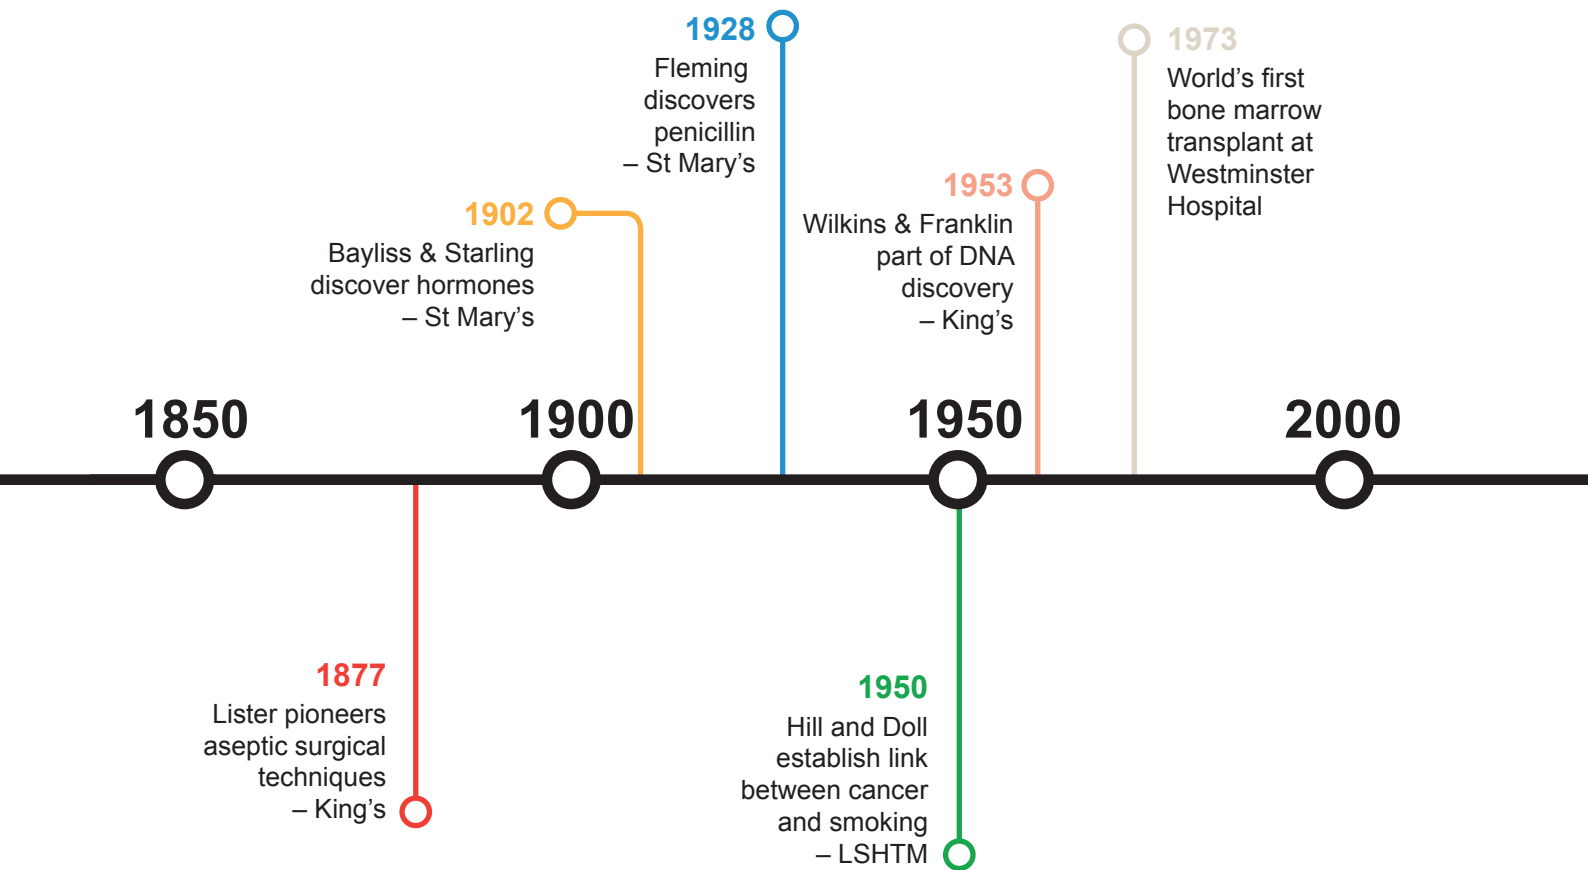 1928
Fleming
discovers
penicillin
– St Mary’s
1973
World’s first
bone marrow
transplant at
Westminster
Hospital
1902
Bayliss & Starling
discover hormones
– St Mary’s
1953
Wilkins & Franklin
part of DNA
discovery
– King’s
1850
1900
1950
2000
1877
Lister pioneers
aseptic surgical
techniques
– King’s
1950
Hill and Doll
establish link
between cancer
and smoking
– LSHTM